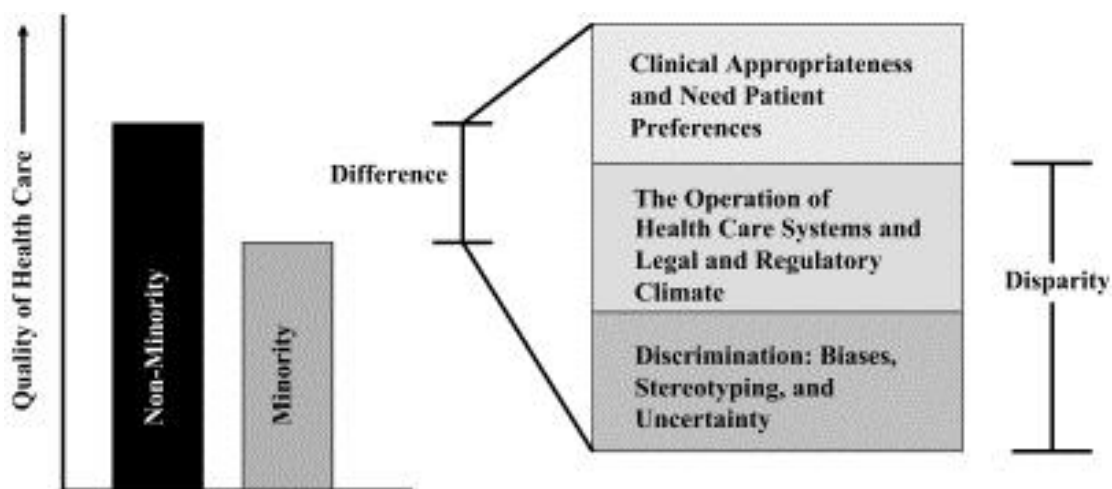 Quality of Health Care
Non-Minority
Minority
Difference
Clinical Appropriateness
and Need Patient
Preferences
The Operation of
Health Care Systems and
Legal and Regulatory
Climate
Discrimination: Biases,
Stereotyping, and
Uncertainty
Disparity